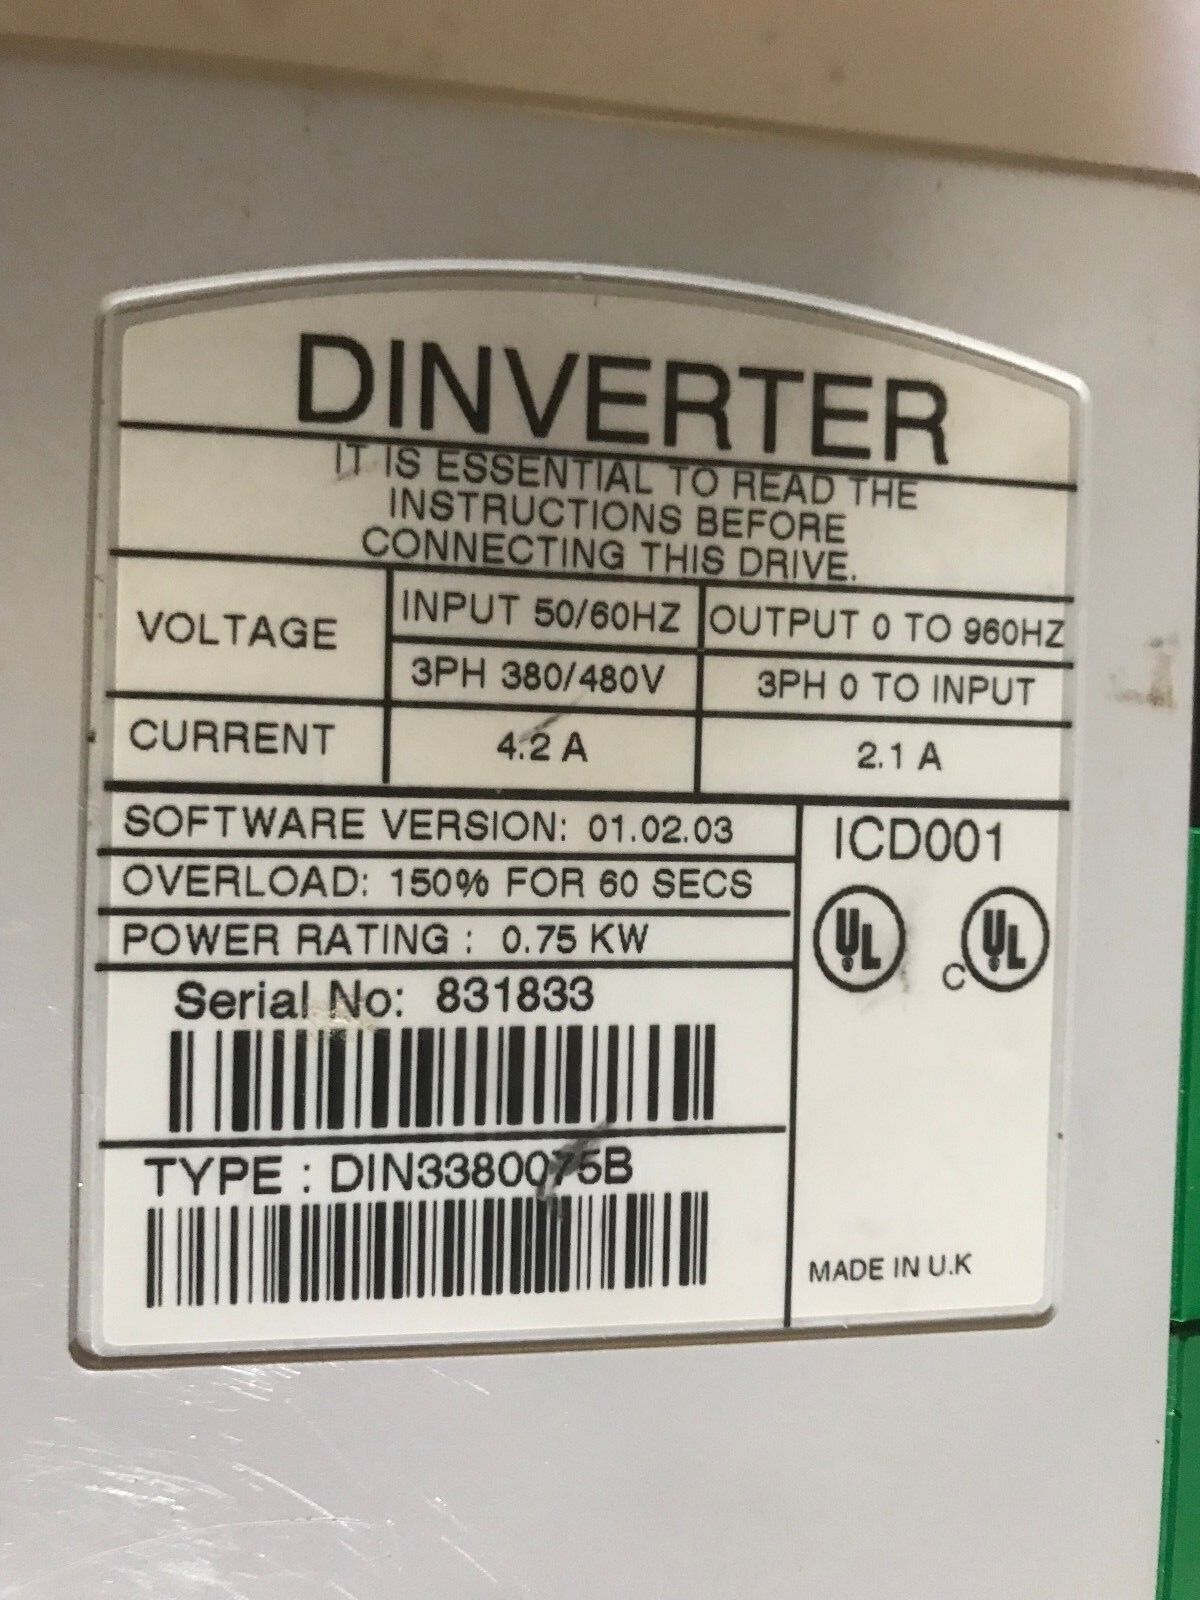 DINVERTER
IT IS ESSENTIAL TO READ THE
INSTRUCTIONS BEFORE
CONNECTING THIS DRIVE.
VOLTAGE
INPUT 50/60HZ
OUTPUT 0 TO 960HZ
3PH 380/480V
3PH 0 TO INPUT
CURRENT
4.2 A
2.1 A
SOFTWARE VERSION: 01.02.03
OVERLOAD: 150% FOR 60 SECS
POWER RATING : 0.75 KW
Serial No: 831833
TYPE : DIN3380075B
ICD001
UL
C UL
MADE IN U.K